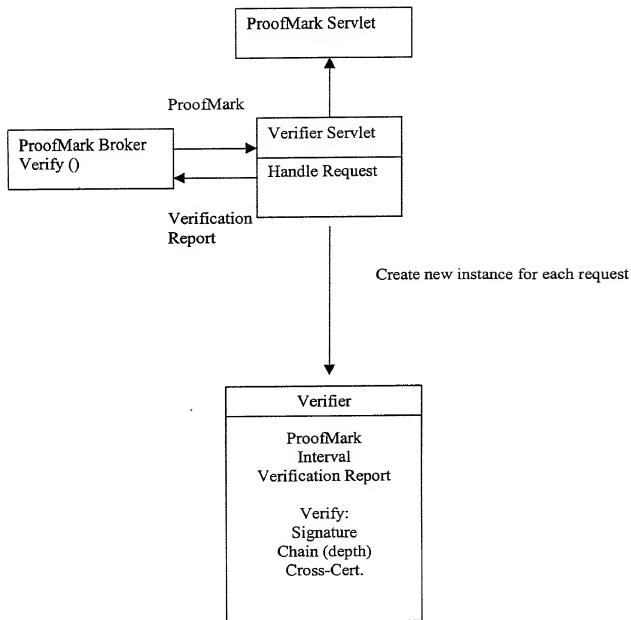 ProofMark Servlet
ProofMark
Verifier Servlet
ProofMark Broker
Verify ()
Handle Request
Verification
Report
Create new instance for each request
Verifier
ProofMark
Interval
Verification Report
Verify:
Signature
Chain (depth)
Cross-Cert.